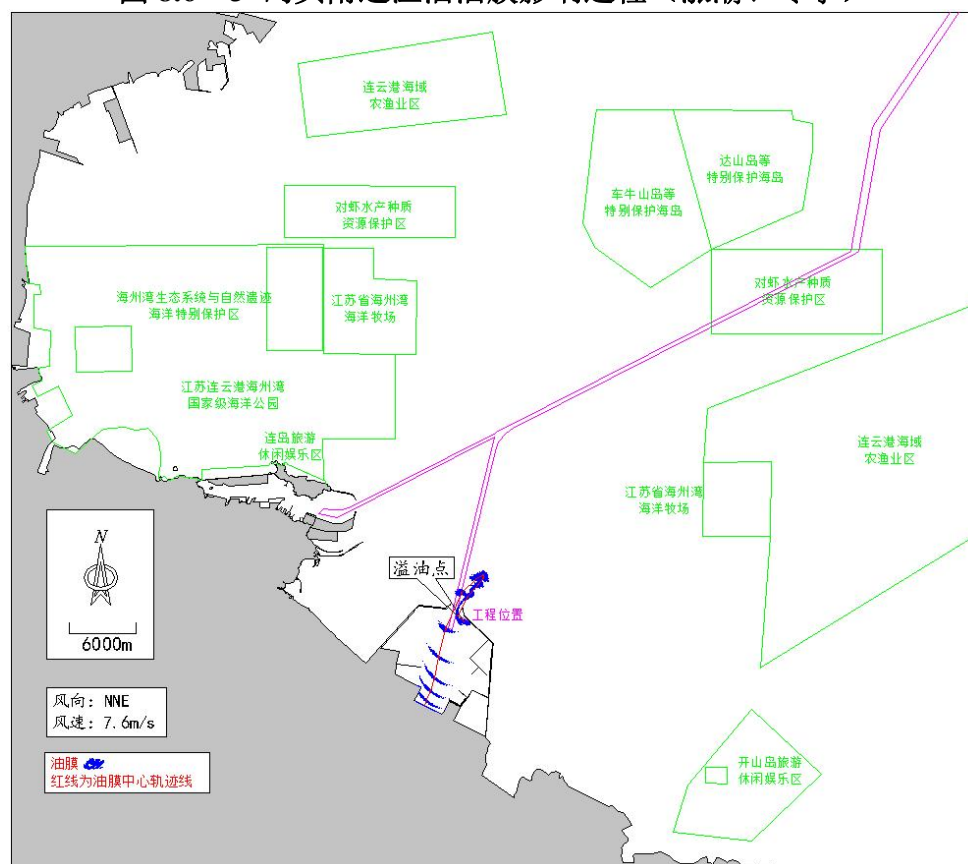 连云港海域
农渔业区
达山岛等
特别保护海岛
车牛山岛等
特别保护海岛
对虾水产种质
资源保护区
对虾水产种质
资源保护区
海州湾生态系统与自然遗迹
海洋特别保护区
江苏省海州湾
海洋牧场
江苏连云港海州湾
国家级海洋公园
连岛旅游
休闲娱乐区
连云港海域
农渔业区
江苏省海州湾
海洋牧场
N
6000m
溢油点
工程位置
风向：NNE
风速：7.6m/s
油膜
红线为油膜中心轨迹线
开山岛旅游
休闲娱乐区